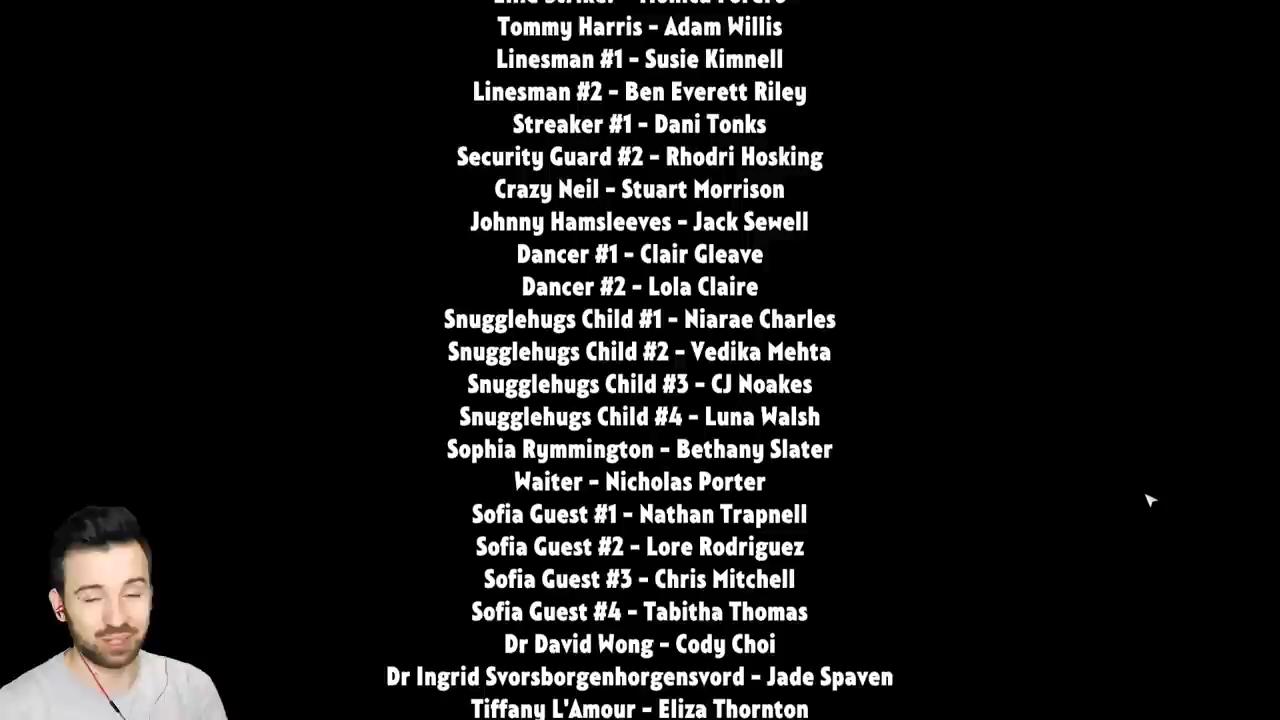 Tommy Harris - Adam Willis
Linesman #1 - Susie Kimnell
Linesman #2 - Ben Everett Riley
Streaker #1 - Dani Tonks
Security Guard #2 - Rhodri Hosking
Crazy Neil - Stuart Morrison
Johnny Hamsleeves - Jack Sewell
Dancer #1 - Clair Gleave
Dancer #2 - Lola Claire
Snugglehugs Child #1 - Niarae Charles
Snugglehugs Child #2 - Vedika Mehta
Snugglehugs Child #3 - CJ Noakes
Snugglehugs Child #4 - Luna Walsh
Sophia Rymmington - Bethany Slater
Waiter - Nicholas Porter
Sofia Guest #1 - Nathan Trapnell
Sofia Guest #2 - Lore Rodriguez
Sofia Guest #3 - Chris Mitchell
Sofia Guest #4 - Tabitha Thomas
Dr David Wong - Cody Choi
Dr Ingrid Svorsborgenhorgensvord - Jade Spaven
Tiffany L'Amour - Eliza Thornton